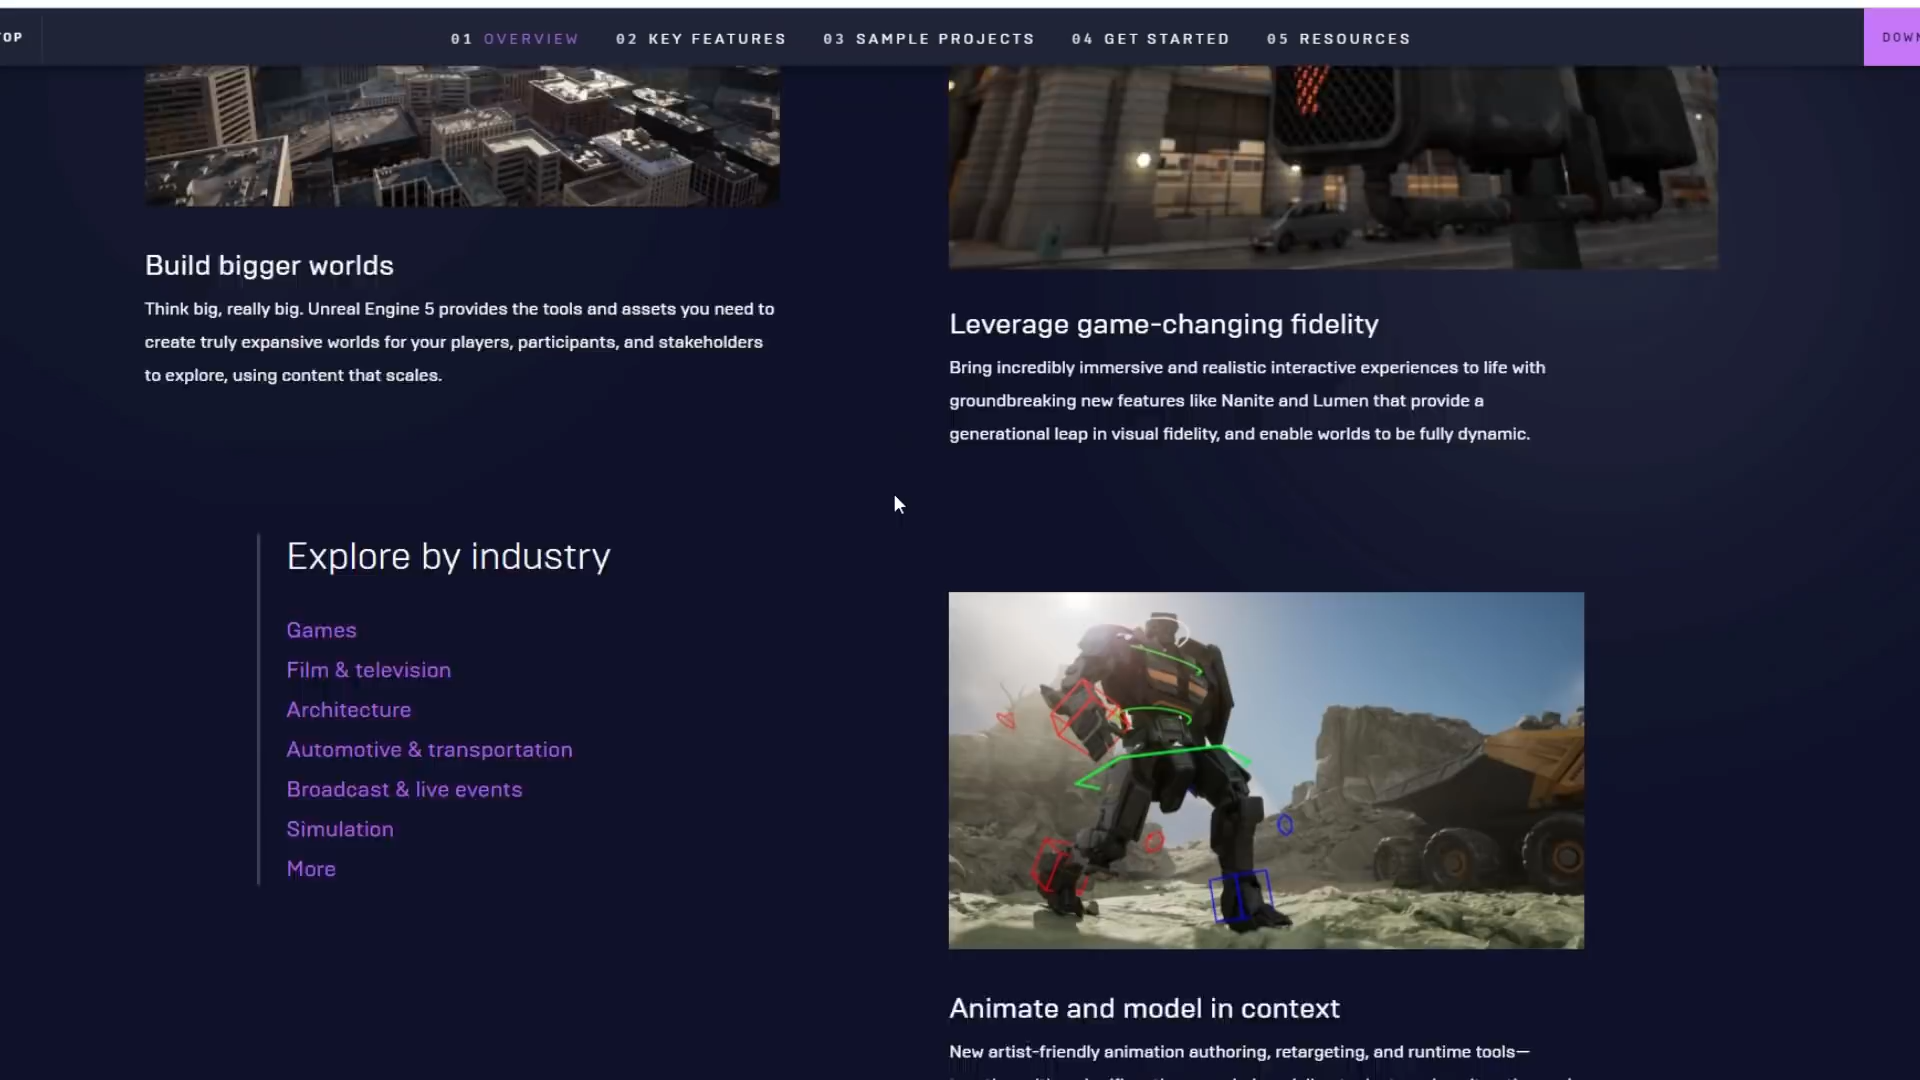 01 OVERVIEW
02 KEY FEATURES
03 SAMPLE PROJECTS
04 GET STARTED
05 RESOURCES
Build bigger worlds
Think big, really big. Unreal Engine 5 provides the tools and assets you need to
create truly expansive worlds for your players, participants, and stakeholders
to explore, using content that scales.
Leverage game-changing fidelity
Bring incredibly immersive and realistic interactive experiences to life with
groundbreaking new features like Nanite and Lumen that provide a
generational leap in visual fidelity, and enable worlds to be fully dynamic.
Explore by industry
Games
Film & television
Architecture
Automotive & transportation
Broadcast & live events
Simulation
More
Animate and model in context
New artist-friendly animation authoring, retargeting, and runtime tools—